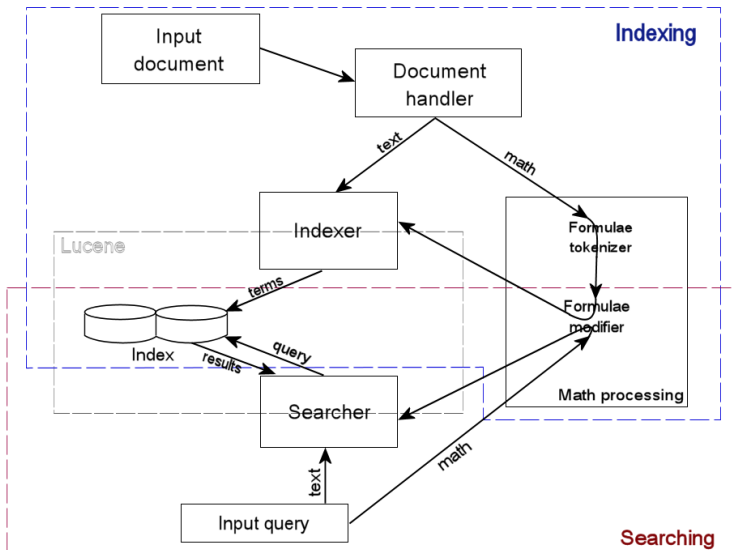 Indexing
Input
document
Document
handler
text
math
Indexer
Formulae
tokenizer
Lucene
terms
Formulae
modifier
Index
query
results
Math processing
Searcher
text
math
Input query
Searching